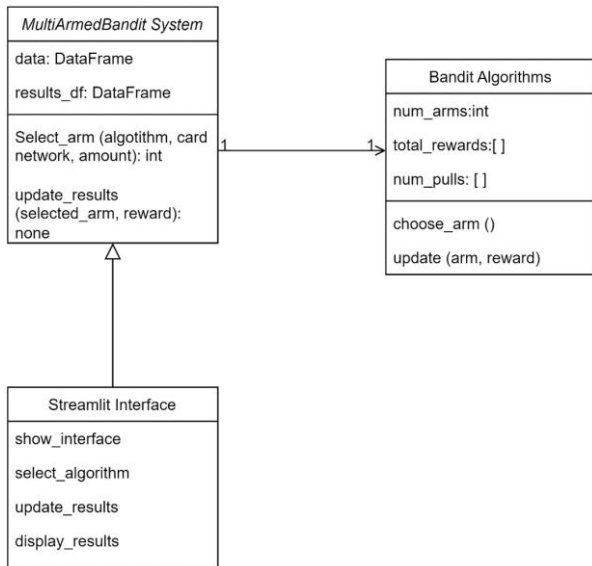 MultiArmedBandit System
data: DataFrame
results_df: DataFrame
Select_arm (algotithm, card
network, amount): int
update_results
(selected_arm, reward):
none
1
1
Bandit Algorithms
num_arms:int
total_rewards:[ ]
num_pulls: [ ]
choose_arm ()
update (arm, reward)
Streamlit Interface
show_interface
select_algorithm
update_results
display_results